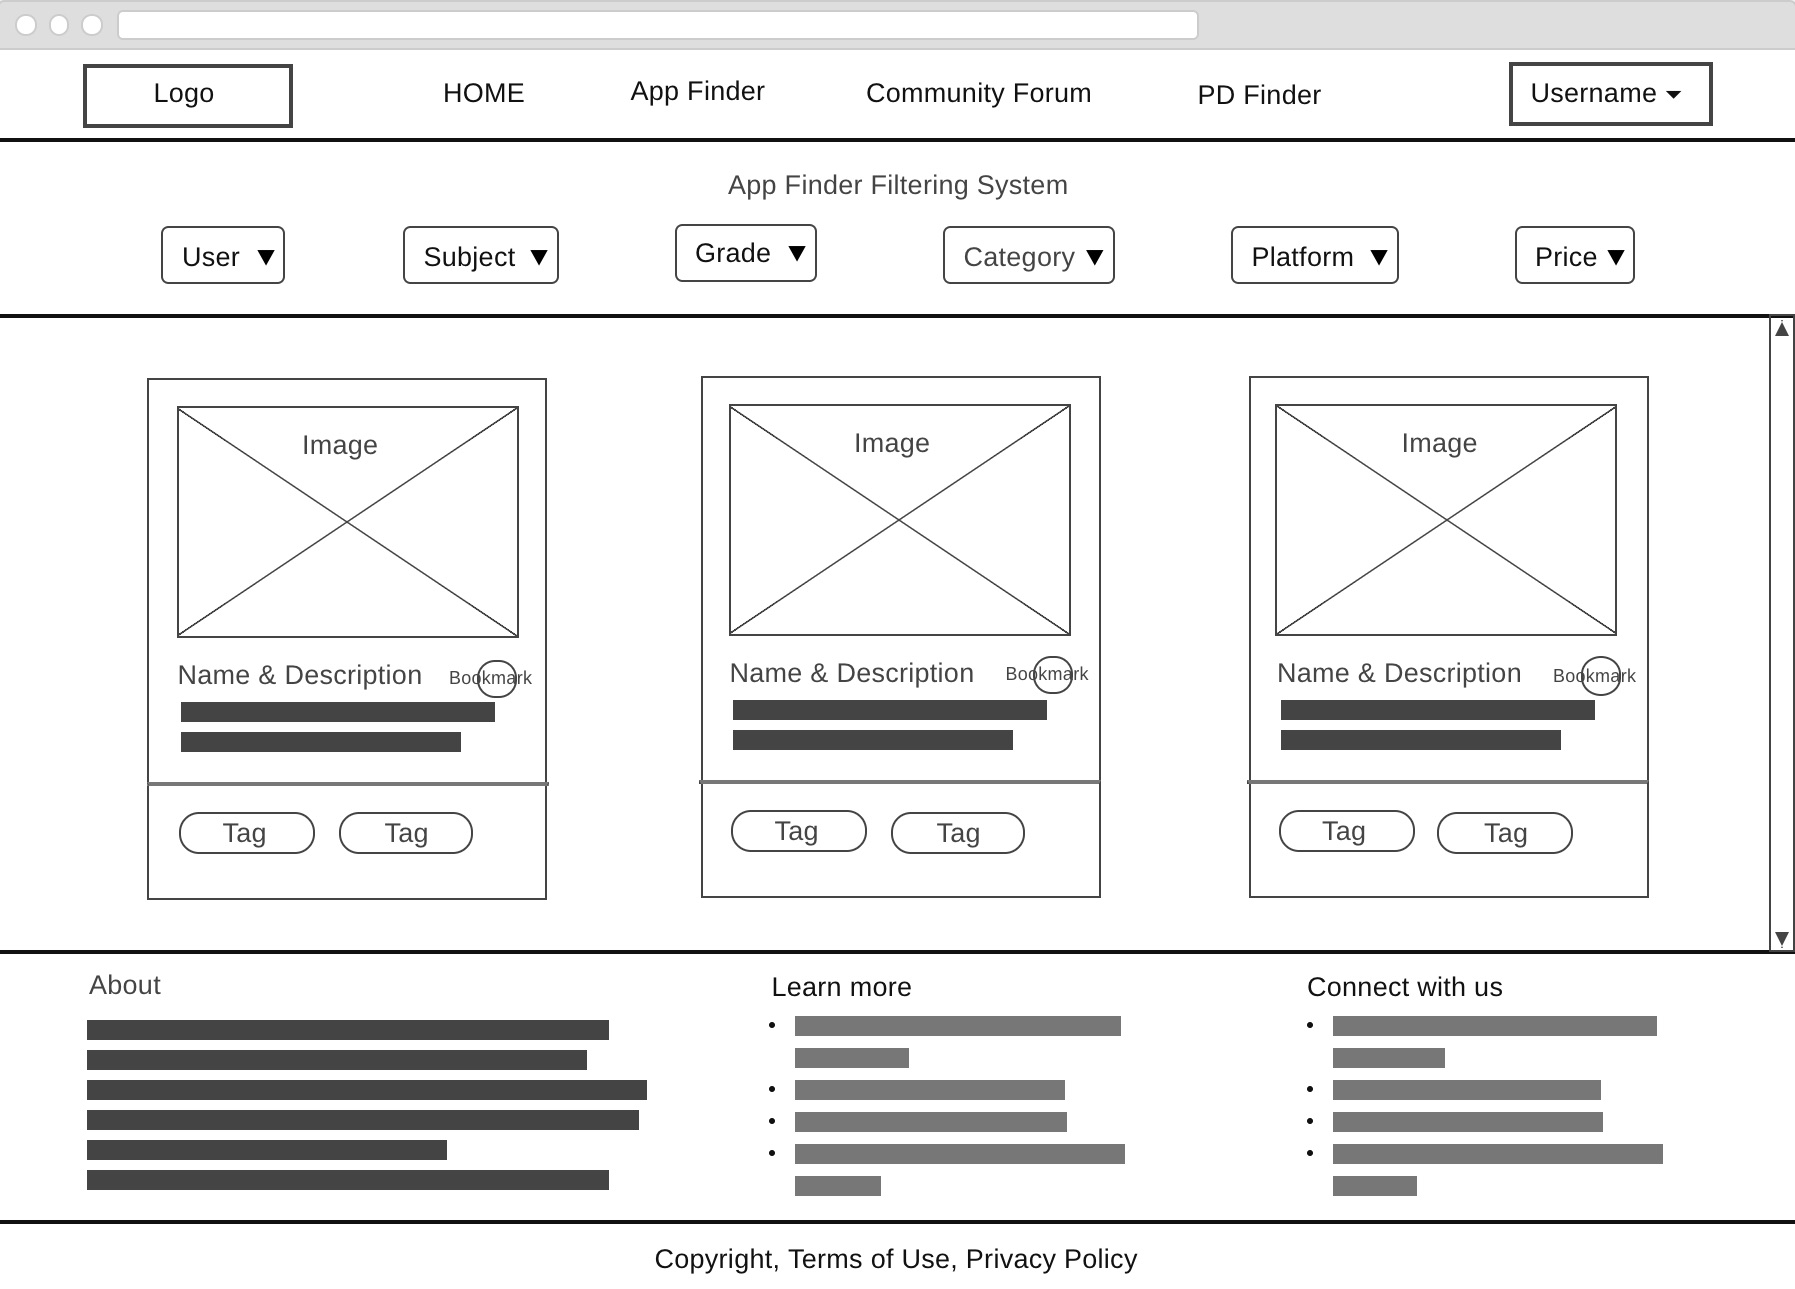 Logo
HOME
App Finder
Community Forum
PD Finder
Username
App Finder Filtering System
User
Subject
Grade
Category
Platform
Price
Image
Name & Description
Bookmark
Tag
Tag
Image
Name & Description
Bookmark
Tag
Tag
Image
Name & Description
Bookmark
Tag
Tag
About
Learn more
Connect with us
Copyright, Terms of Use, Privacy Policy